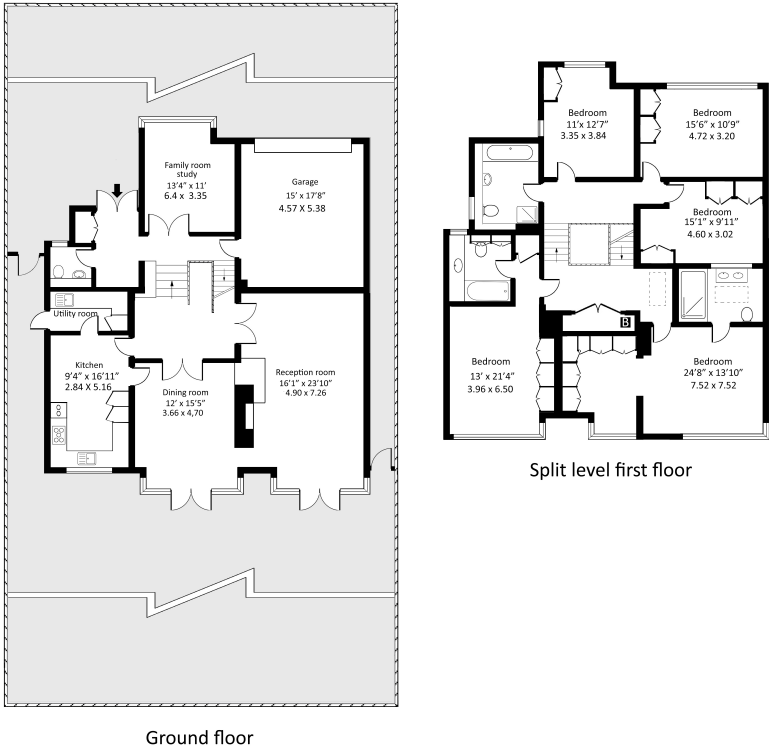 Family room
study
13'4" x 11'
6.4 x 3.35
Garage
15' x 17'8"
4.57 X 5.38
Utility room
Kitchen
9'4" x 16'11"
2.84 X 5.16
Dining room
12' x 15'5"
3.66 x 4,70
Reception room
16'1" x 23'10"
4.90 x 7.26
Ground floor
Bedroom
11'x 12'7"
3.35 x 3.84
Bedroom
15'6" x 10'9"
4.72 x 3.20
Bedroom
15'1" x 9'11"
4.60 x 3.02
B
Bedroom
13' x 21'4"
3.96 x 6.50
Bedroom
24'8" x 13'10"
7.52 x 7.52
Split level first floor